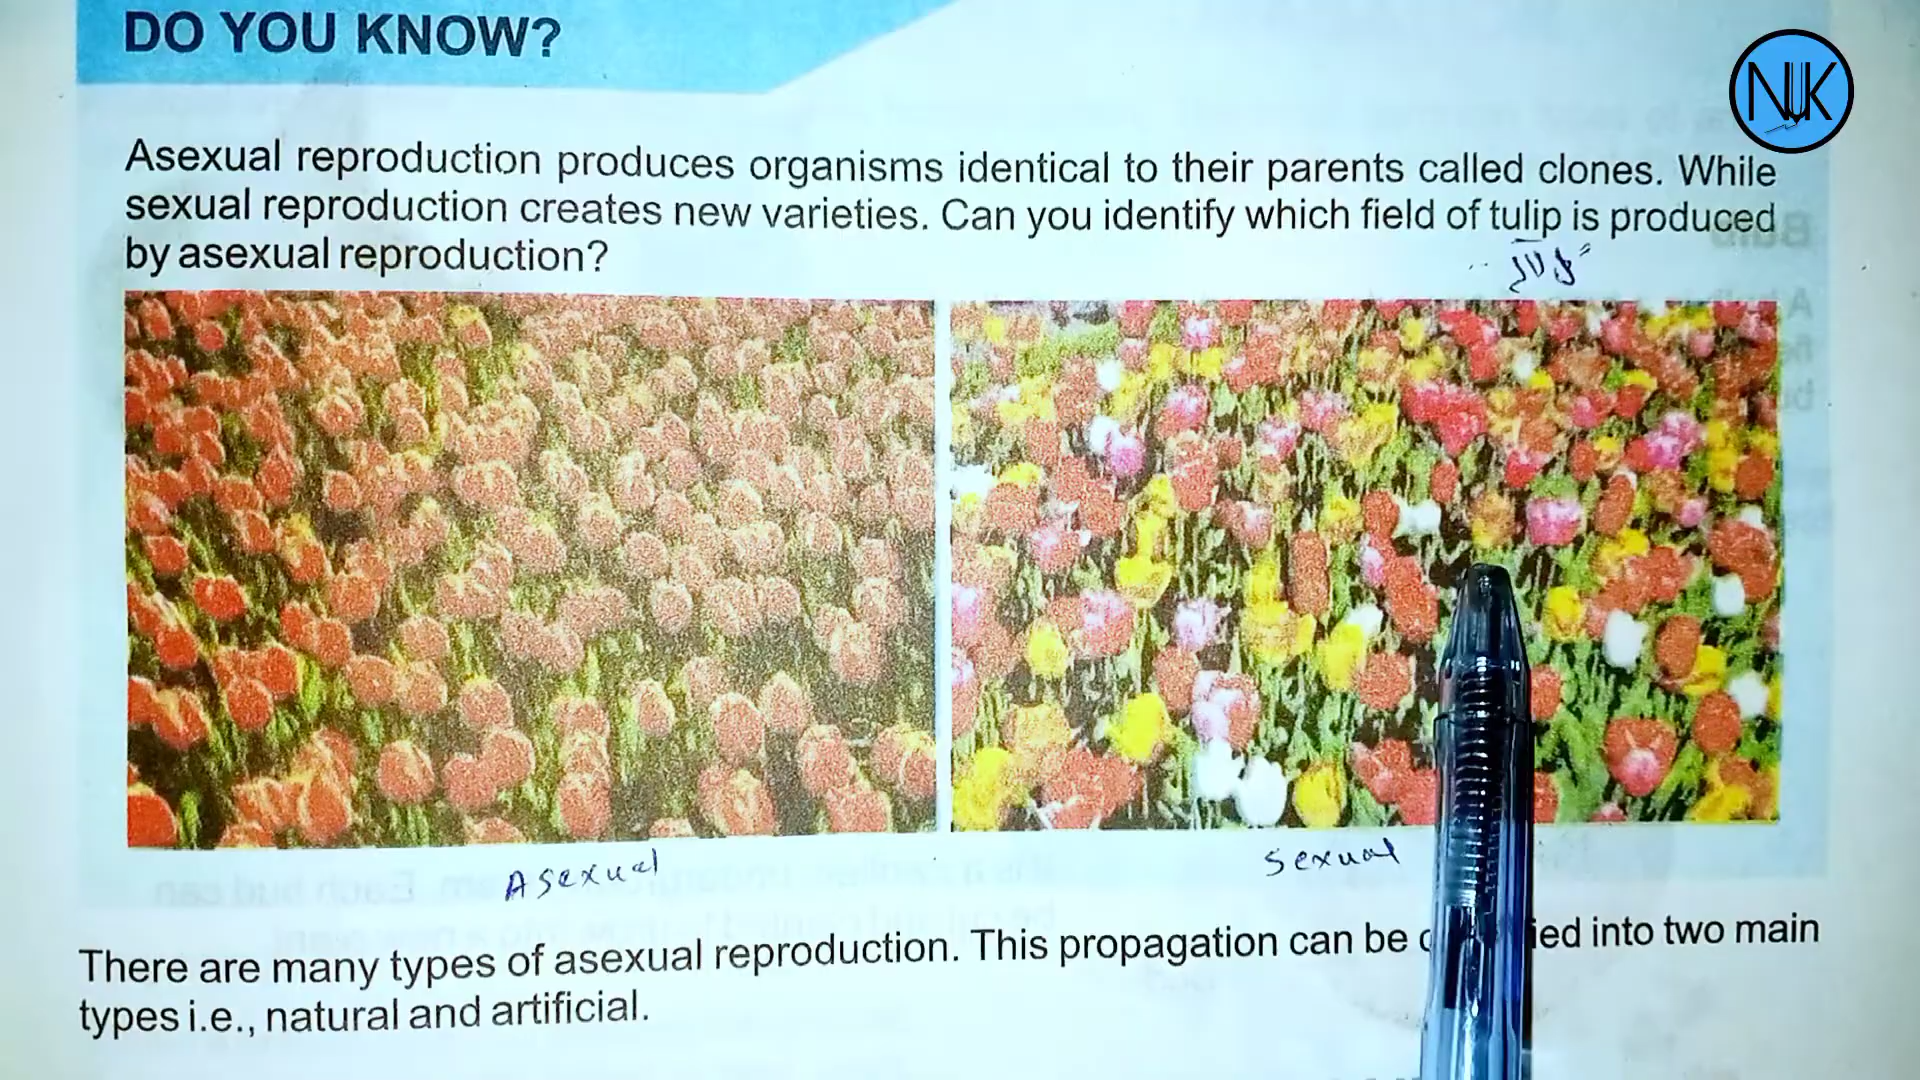 DO YOU KNOW?
NUK
Asexual reproduction produces organisms identical to their parents called clones. While
sexual reproduction creates new varieties. Can you identify which field of tulip is produced
by asexual reproduction?
Asexual
Sexual
There are many types of asexual reproduction. This propagation can be ied into two main
types i.e., natural and artificial.